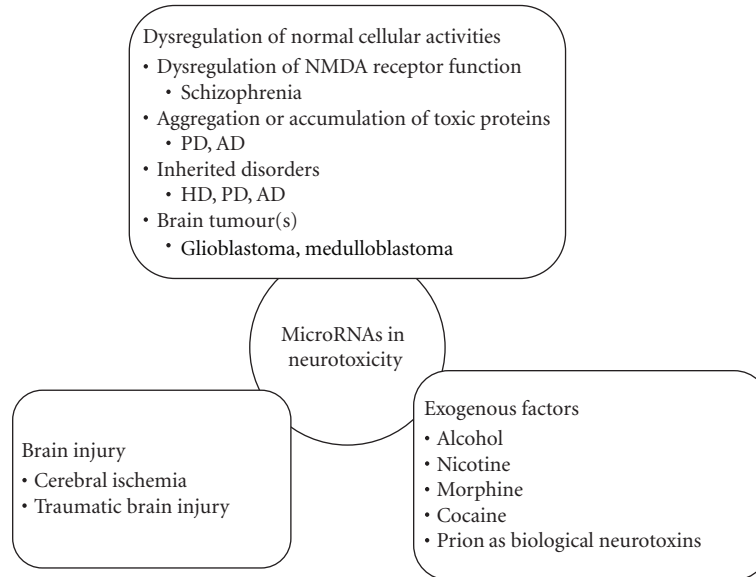 Dysregulation of normal cellular activities
• Dysregulation of NMDA receptor function
• Schizophrenia
• Aggregation or accumulation of toxic proteins
• PD, AD
• Inherited disorders
• HD, PD, AD
• Brain tumour(s)
• Glioblastoma, medulloblastoma
MicroRNAs in
neurotoxicity
Brain injury
• Cerebral ischemia
• Traumatic brain injury
Exogenous factors
• Alcohol
• Nicotine
• Morphine
• Cocaine
• Prion as biological neurotoxins